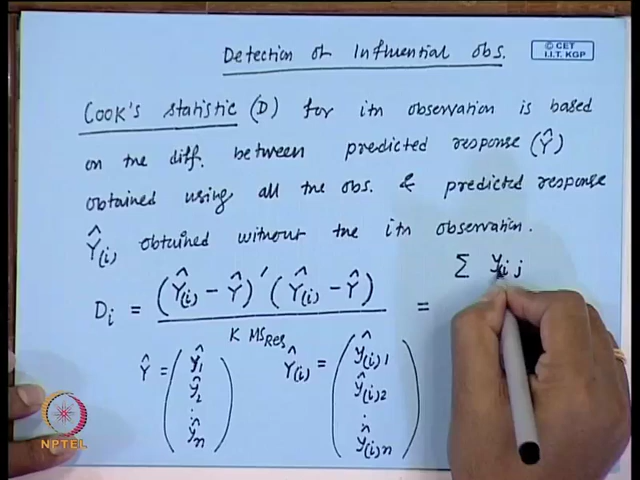 Detection of Influential obs.
© CET
I.I.T. KGP
Cook's statistic (D) for ith observation is based
on the diff. between predicted response (Ŷ)
obtained using all the obs. & predicted response
Ŷ(i) obtained without the ith observation.
Di = (Ŷ(i) - Ŷ)′ (Ŷ(i) - Ŷ) / K MSRes = Σ y(i j
Ŷ = (ŷ1 ŷ2 . . ŷn) Ŷ(i) = (ŷ(i)1 ŷ(i)2 . . ŷ(i)n)
NPTEL